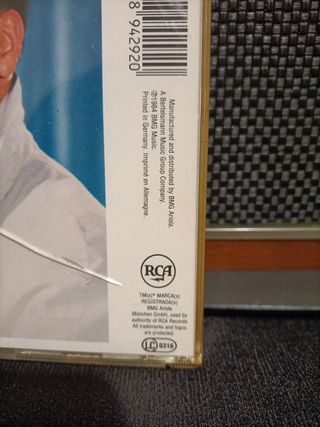 8 942920
Manufactured and distributed by BMG Ariola.
A Bertelsmann Music Group Company.
℗1984 BMG Music.
Printed in Germany. Imprimé en Allemagne.
RCA
TM(s)® MARCA(s)
REGISTRADA(s)
BMG Ariola
München GmbH, used by
authority of RCA Records
All trademarks and logos
are protected.
LC 0316